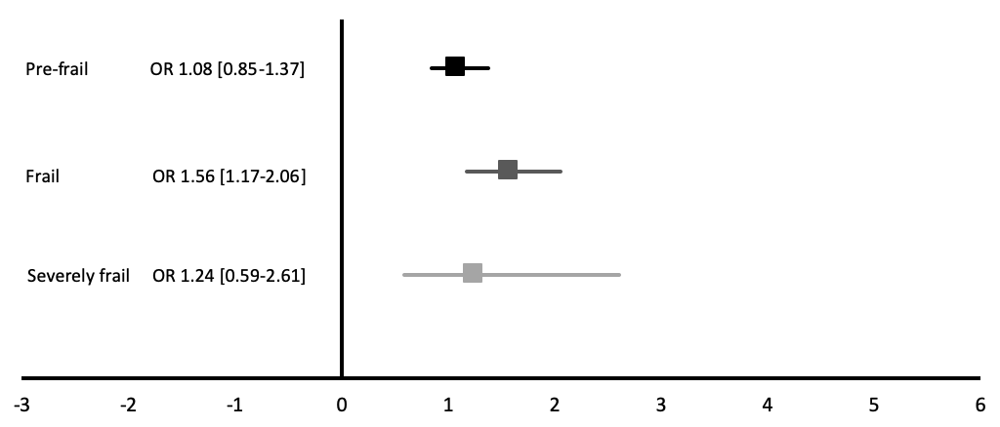 Pre-frail OR 1.08 [0.85-1.37]
Frail OR 1.56 [1.17-2.06]
Severely frail OR 1.24 [0.59-2.61]
-3 -2 -1 0 1 2 3 4 5 6